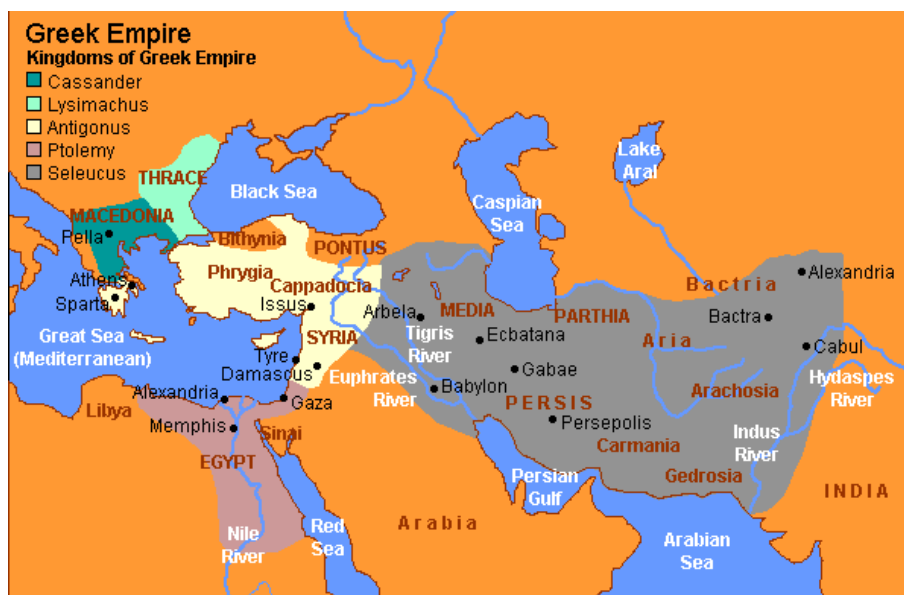 Greek Empire
Kingdoms of Greek Empire
Cassander
Lysimachus
Antigonus
Ptolemy
Seleucus
THRACE
MACEDONIA
Pella
Athens
Sparta
Great Sea
(Mediterranean)
Black Sea
Bithynia
PONTUS
Phrygia
Cappadocia
Issus
SYRIA
Tyre
Damascus
Alexandria
Gaza
Libya
Memphis
Sinai
EGYPT
Nile
River
Red
Sea
Arabia
Caspian
Sea
Lake
Aral
Arbela
MEDIA
Tigris
River
Ecbatana
Euphrates
River
Babylon
Gabae
PERSIS
Persepolis
Carmania
Persian
Gulf
PARTHIA
Bactria
Alexandria
Bactra
Aria
Cabul
Arachosia
Hydaspes
River
Indus
River
Gedrosia
INDIA
Arabian
Sea